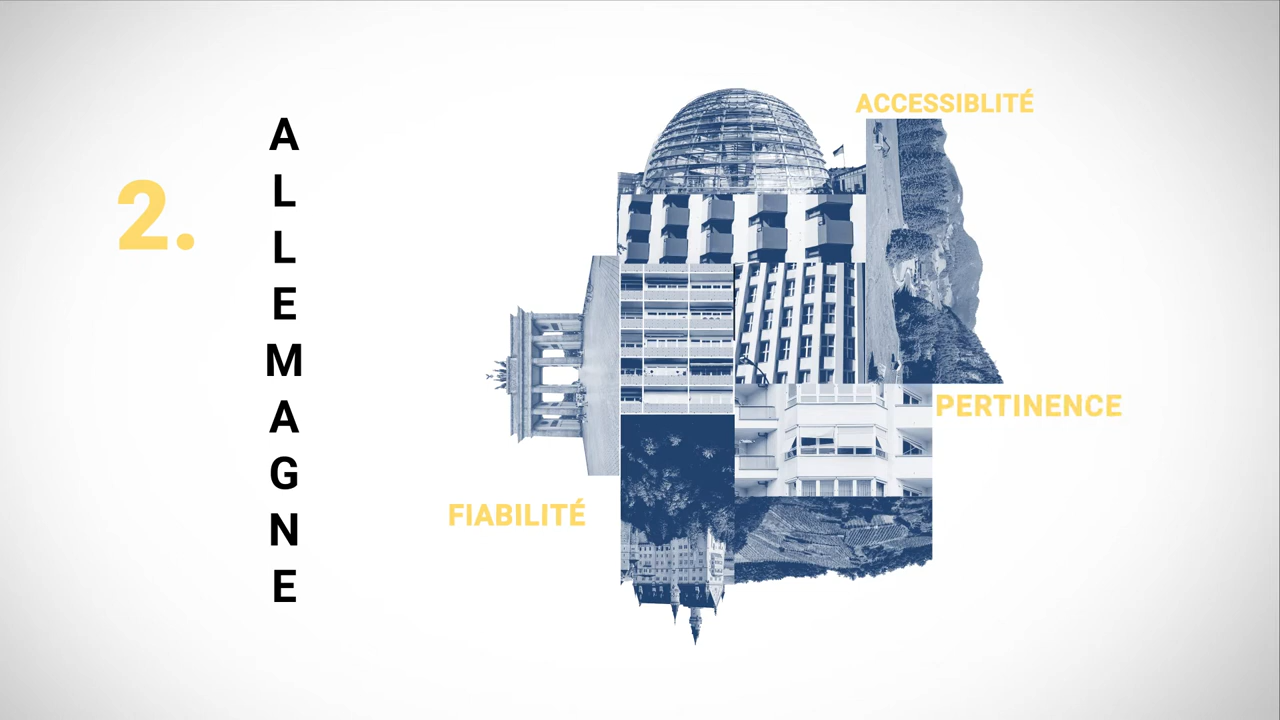 2.
ALLEMAGNE
ACCESSIBLITÉ
PERTINENCE
FIABILITÉ